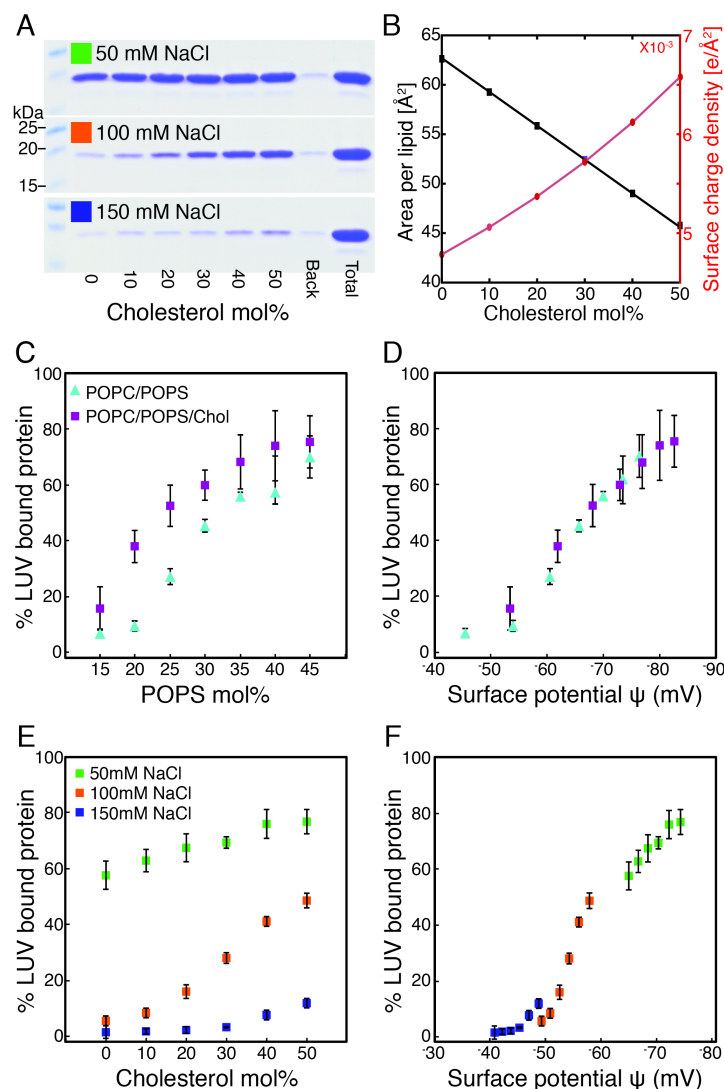 A
50 mM NaCl
kDa
25
100 mM NaCl
20
15
150 mM NaCl
0 10 20 30 40 50 Back Total
Cholesterol mol%
B
X10-3
65 60 55 50 45 40
Area per lipid [Å²]
7 6 5
Surface charge density [e/Å²]
0 10 20 30 40 50
Cholesterol mol%
C
POPC/POPS
POPC/POPS/Chol
100 80 60 40 20 0
% LUV bound protein
15 20 25 30 35 40 45
POPS mol%
D
100 80 60 40 20 0
% LUV bound protein
-40 -50 -60 -70 -80 -90
Surface potential ψ (mV)
E
50mM NaCl
100mM NaCl
150mM NaCl
100 80 60 40 20 0
% LUV bound protein
0 10 20 30 40 50
Cholesterol mol%
F
100 80 60 40 20 0
% LUV bound protein
-30 -40 -50 -60 -70 -80
Surface potential ψ (mV)